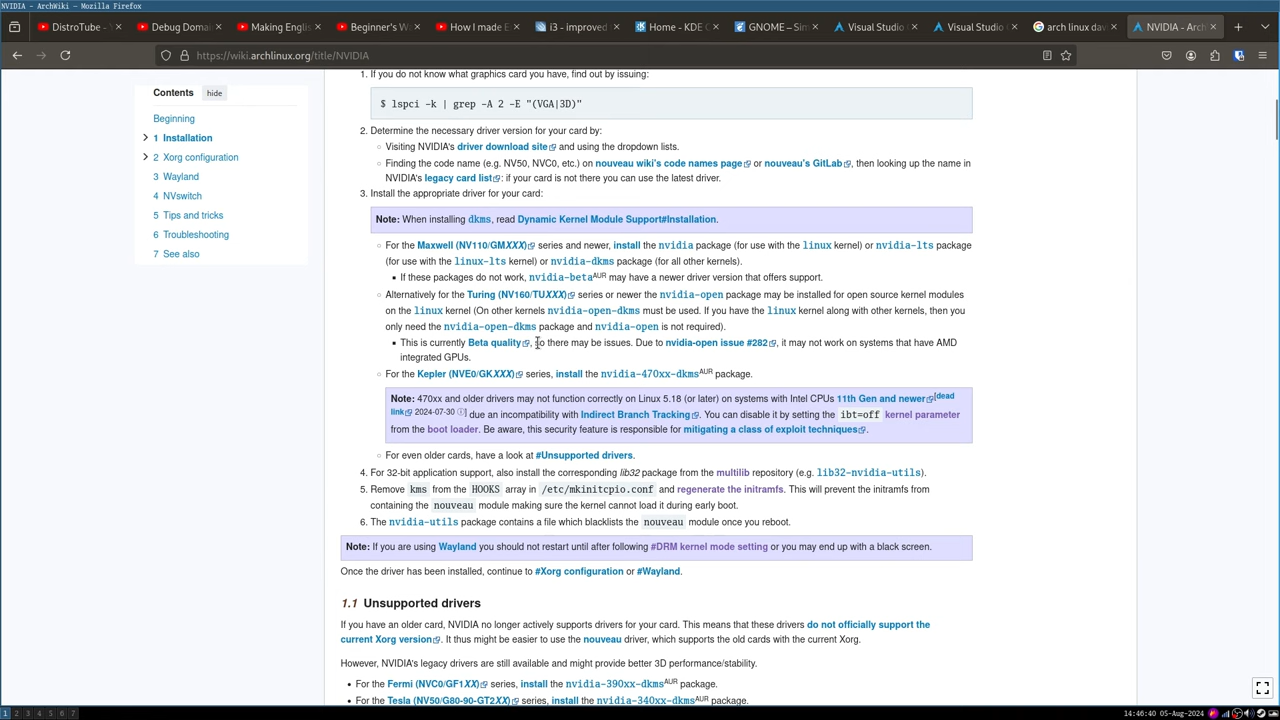 NVIDIA - ArchWiki — Mozilla Firefox
DistroTube -
Debug Domai
Making Englis
Beginner's Wa
How I made E
i3 - improved
Home - KDE C
GNOME – Sim
Visual Studio
Visual Studio
arch linux dav
NVIDIA - Arch
https://wiki.archlinux.org/title/NVIDIA
Contents hide
Beginning
1 Installation
2 Xorg configuration
3 Wayland
4 NVswitch
5 Tips and tricks
6 Troubleshooting
7 See also
1. If you do not know what graphics card you have, find out by issuing:
$ lspci -k | grep -A 2 -E "(VGA|3D)"
2. Determine the necessary driver version for your card by:
Visiting NVIDIA's driver download site and using the dropdown lists.
Finding the code name (e.g. NV50, NVC0, etc.) on nouveau wiki's code names page or nouveau's GitLab, then looking up the name in
NVIDIA's legacy card list: if your card is not there you can use the latest driver.
3. Install the appropriate driver for your card:
Note: When installing dkms, read Dynamic Kernel Module Support#Installation.
For the Maxwell (NV110/GMXXX) series and newer, install the nvidia package (for use with the linux kernel) or nvidia-lts
(for use with the linux-lts kernel) or nvidia-dkms package (for all other kernels).
If these packages do not work, nvidia-betaAUR may have a newer driver version that offers support.
Alternatively for the Turing (NV160/TUXXX) series or newer the nvidia-open package may be installed for open source kernel modules
on the linux kernel (On other kernels nvidia-open-dkms must be used. If you have the linux kernel along with other kernels, then you
only need the nvidia-open-dkms package and nvidia-open is not required).
This is currently Beta quality, so there may be issues. Due to nvidia-open issue #282, it may not work on systems that have AMD
integrated GPUs.
For the Kepler (NVE0/GKXXX) series, install the nvidia-470xx-dkmsAUR package.
Note: 470xx and older drivers may not function correctly on Linux 5.18 (or later) on systems with Intel CPUs 11th Gen and newer[dead
link 2024-07-30 ⓘ] due an incompatibility with Indirect Branch Tracking. You can disable it by setting the ibt=off kernel parameter
from the boot loader. Be aware, this security feature is responsible for mitigating a class of exploit techniques.
For even older cards, have a look at #Unsupported drivers.
4. For 32-bit application support, also install the corresponding lib32 package from the multilib repository (e.g. lib32-nvidia-utils).
5. Remove kms from the HOOKS array in /etc/mkinitcpio.conf and regenerate the initramfs. This will prevent the initramfs from
containing the nouveau module making sure the kernel cannot load it during early boot.
6. The nvidia-utils package contains a file which blacklists the nouveau module once you reboot.
Note: If you are using Wayland you should not restart until after following #DRM kernel mode setting or you may end up with a black screen.
Once the driver has been installed, continue to #Xorg configuration or #Wayland.
1.1 Unsupported drivers
If you have an older card, NVIDIA no longer actively supports drivers for your card. This means that these drivers do not officially support the
current Xorg version. It thus might be easier to use the nouveau driver, which supports the old cards with the current Xorg.
However, NVIDIA's legacy drivers are still available and might provide better 3D performance/stability.
For the Fermi (NVC0/GF1XX) series, install the nvidia-390xx-dkmsAUR package.
For the Tesla (NV50/G80-90-GT2XX) series, install the nvidia-340xx-dkmsAUR package.
1 2 3 4 5 6 7
14:46:40 05-Aug-2024